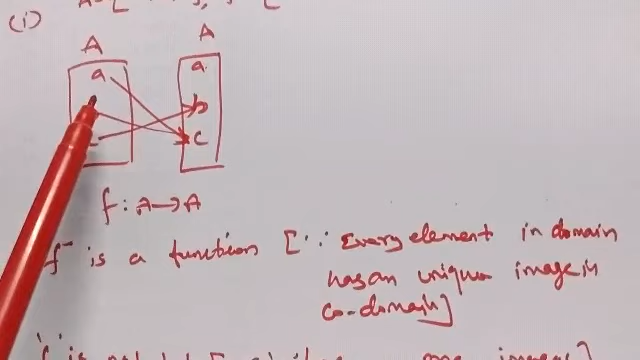 (i)
A A
a a
b
c c
f : A → A
f is a function [∵ Every element in domain
has an unique image in
co-domain]